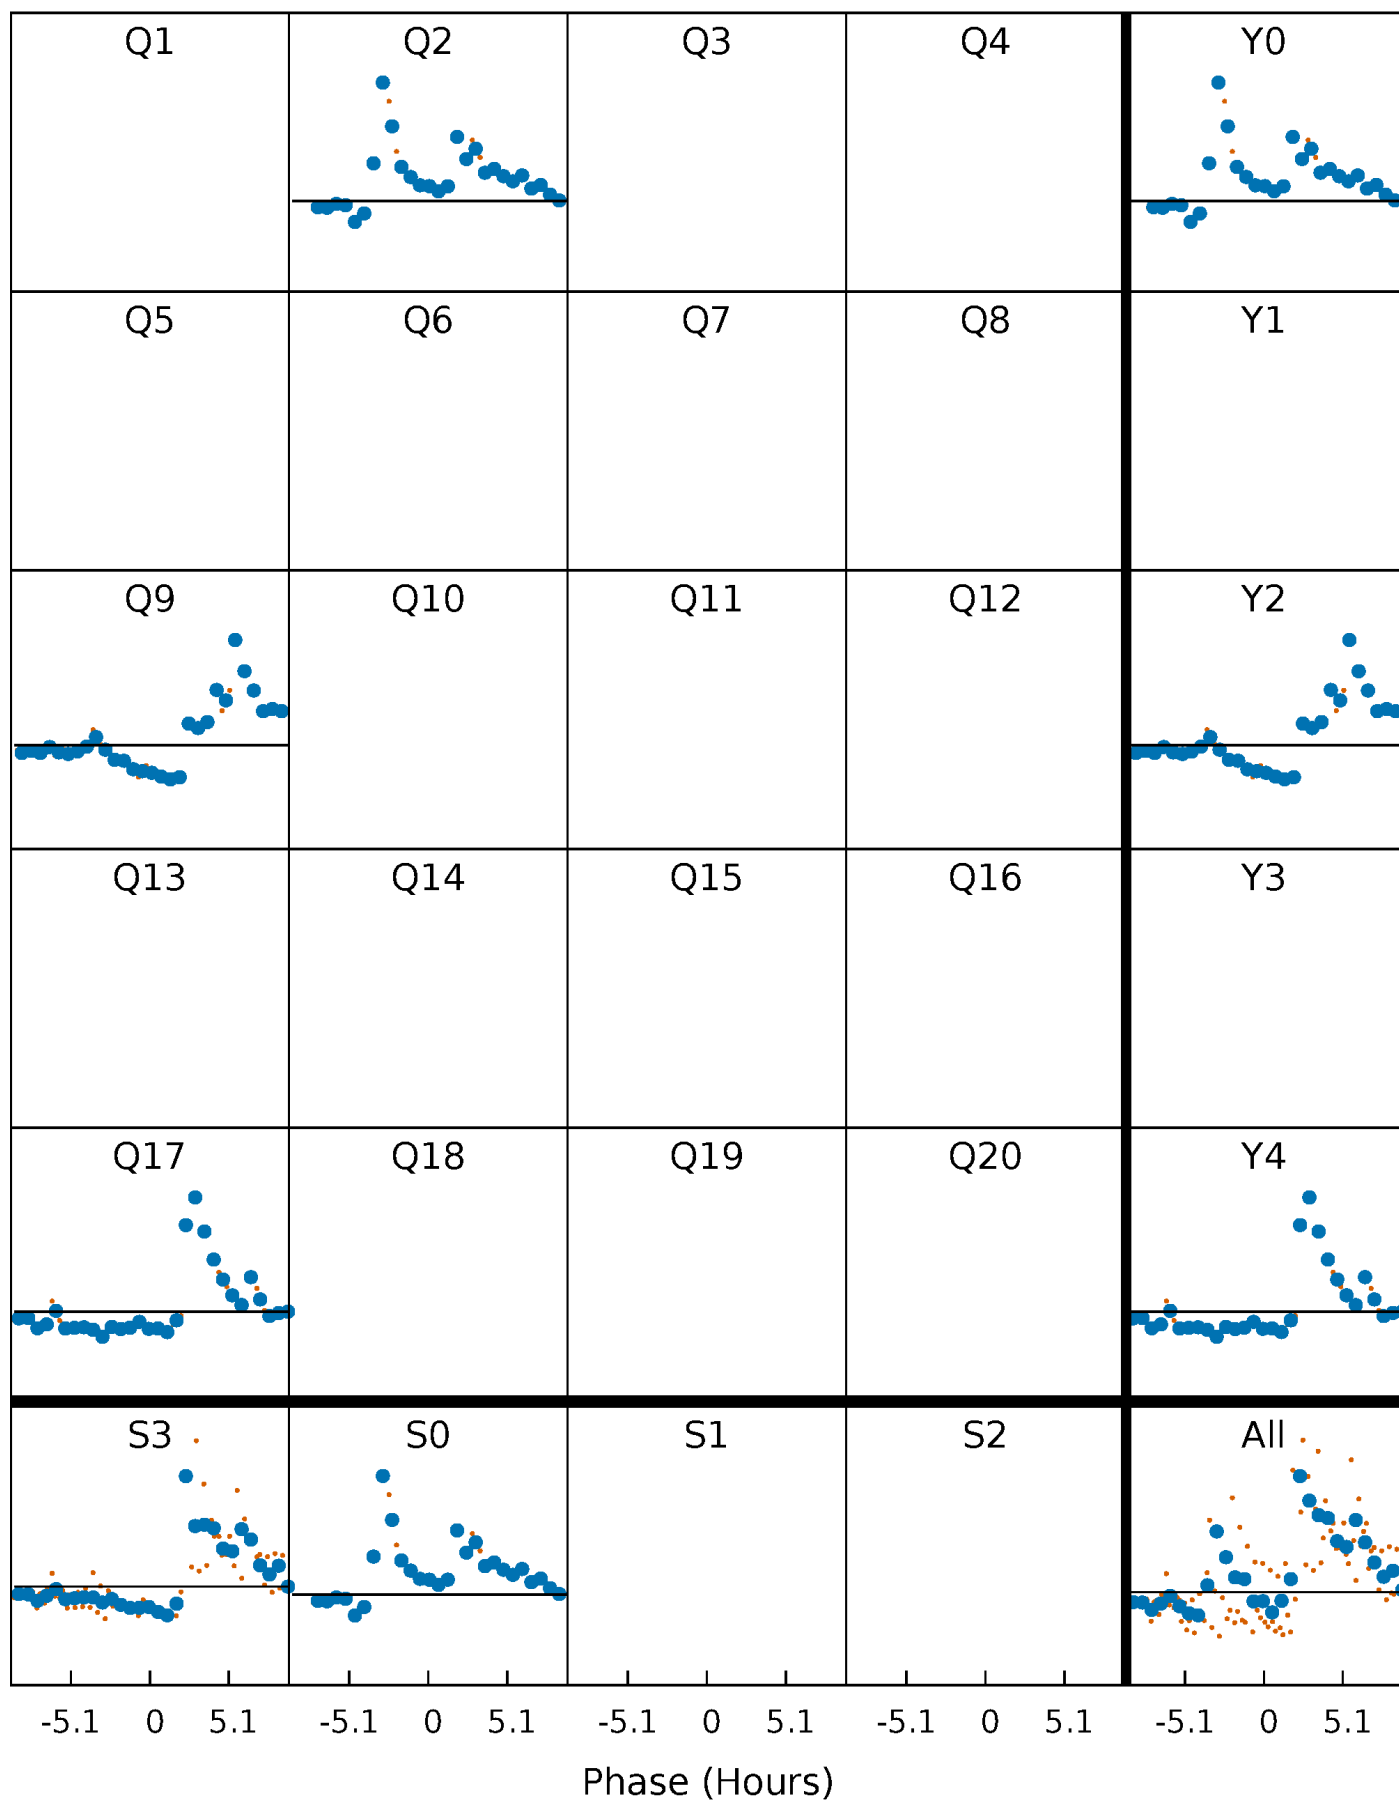 Q1 Q2 Q3 Q4 Y0
Q5 Q6 Q7 Q8 Y1
Q9 Q10 Q11 Q12 Y2
Q13 Q14 Q15 Q16 Y3
Q17 Q18 Q19 Q20 Y4
S3 S0 S1 S2 All
-5.1 0 5.1 -5.1 0 5.1 -5.1 0 5.1 -5.1 0 5.1 -5.1 0 5.1
Phase (Hours)